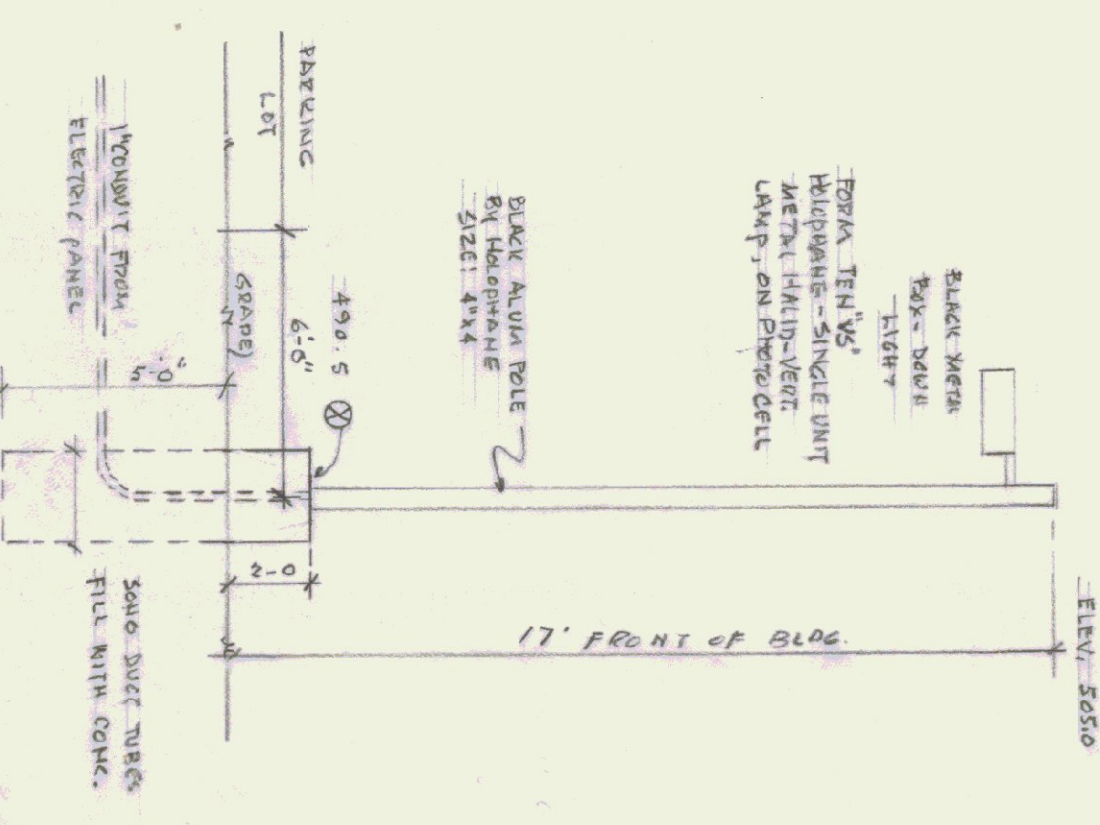 ELEV. 505.0
BLACK METAL
BOX - DOWN
LIGHT
FORM TEN "VS"
HOLOPHANE - SINGLE UNIT
METAL HALID - VERT.
LAMP, ON PHOTO CELL
BLACK ALUM POLE
BY HOLOPHANE
SIZE: 4"X4
17' FRONT OF BLDG.
490.5
PARKING
LOT
6'-0"
2-0
GRADE
5'-0"
1" CONDUIT FROM
ELECTRIC PANEL
SONO DUCT TUBES
FILL WITH CONC.